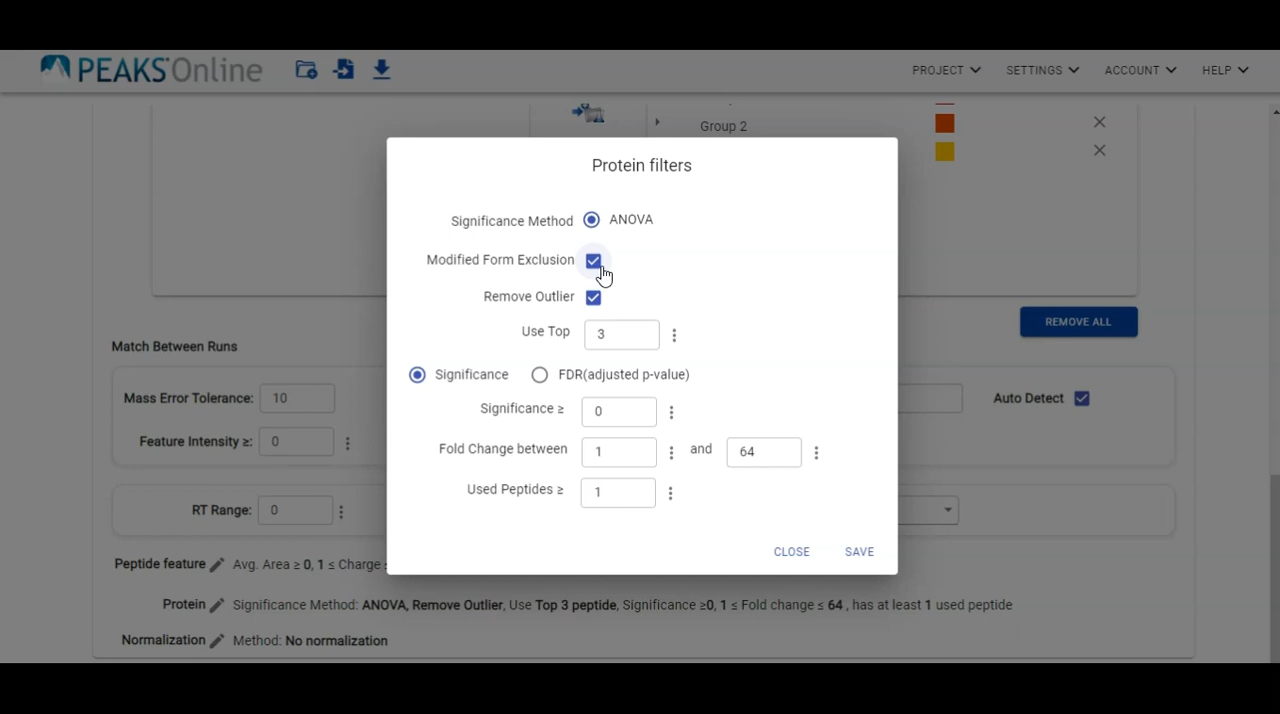 PEAKS Online
PROJECT SETTINGS ACCOUNT HELP
Group 2
Protein filters
Significance Method ANOVA
Modified Form Exclusion
Remove Outlier
Use Top 3
Significance FDR(adjusted p-value)
Significance ≥ 0
Fold Change between 1 and 64
Used Peptides ≥ 1
CLOSE SAVE
REMOVE ALL
Match Between Runs
Mass Error Tolerance: 10
Auto Detect
Feature Intensity ≥: 0
RT Range: 0
Peptide feature Avg. Area ≥ 0, 1 ≤ Charge
Protein Significance Method: ANOVA, Remove Outlier, Use Top 3 peptide, Significance ≥0, 1 ≤ Fold change ≤ 64 , has at least 1 used peptide
Normalization Method: No normalization